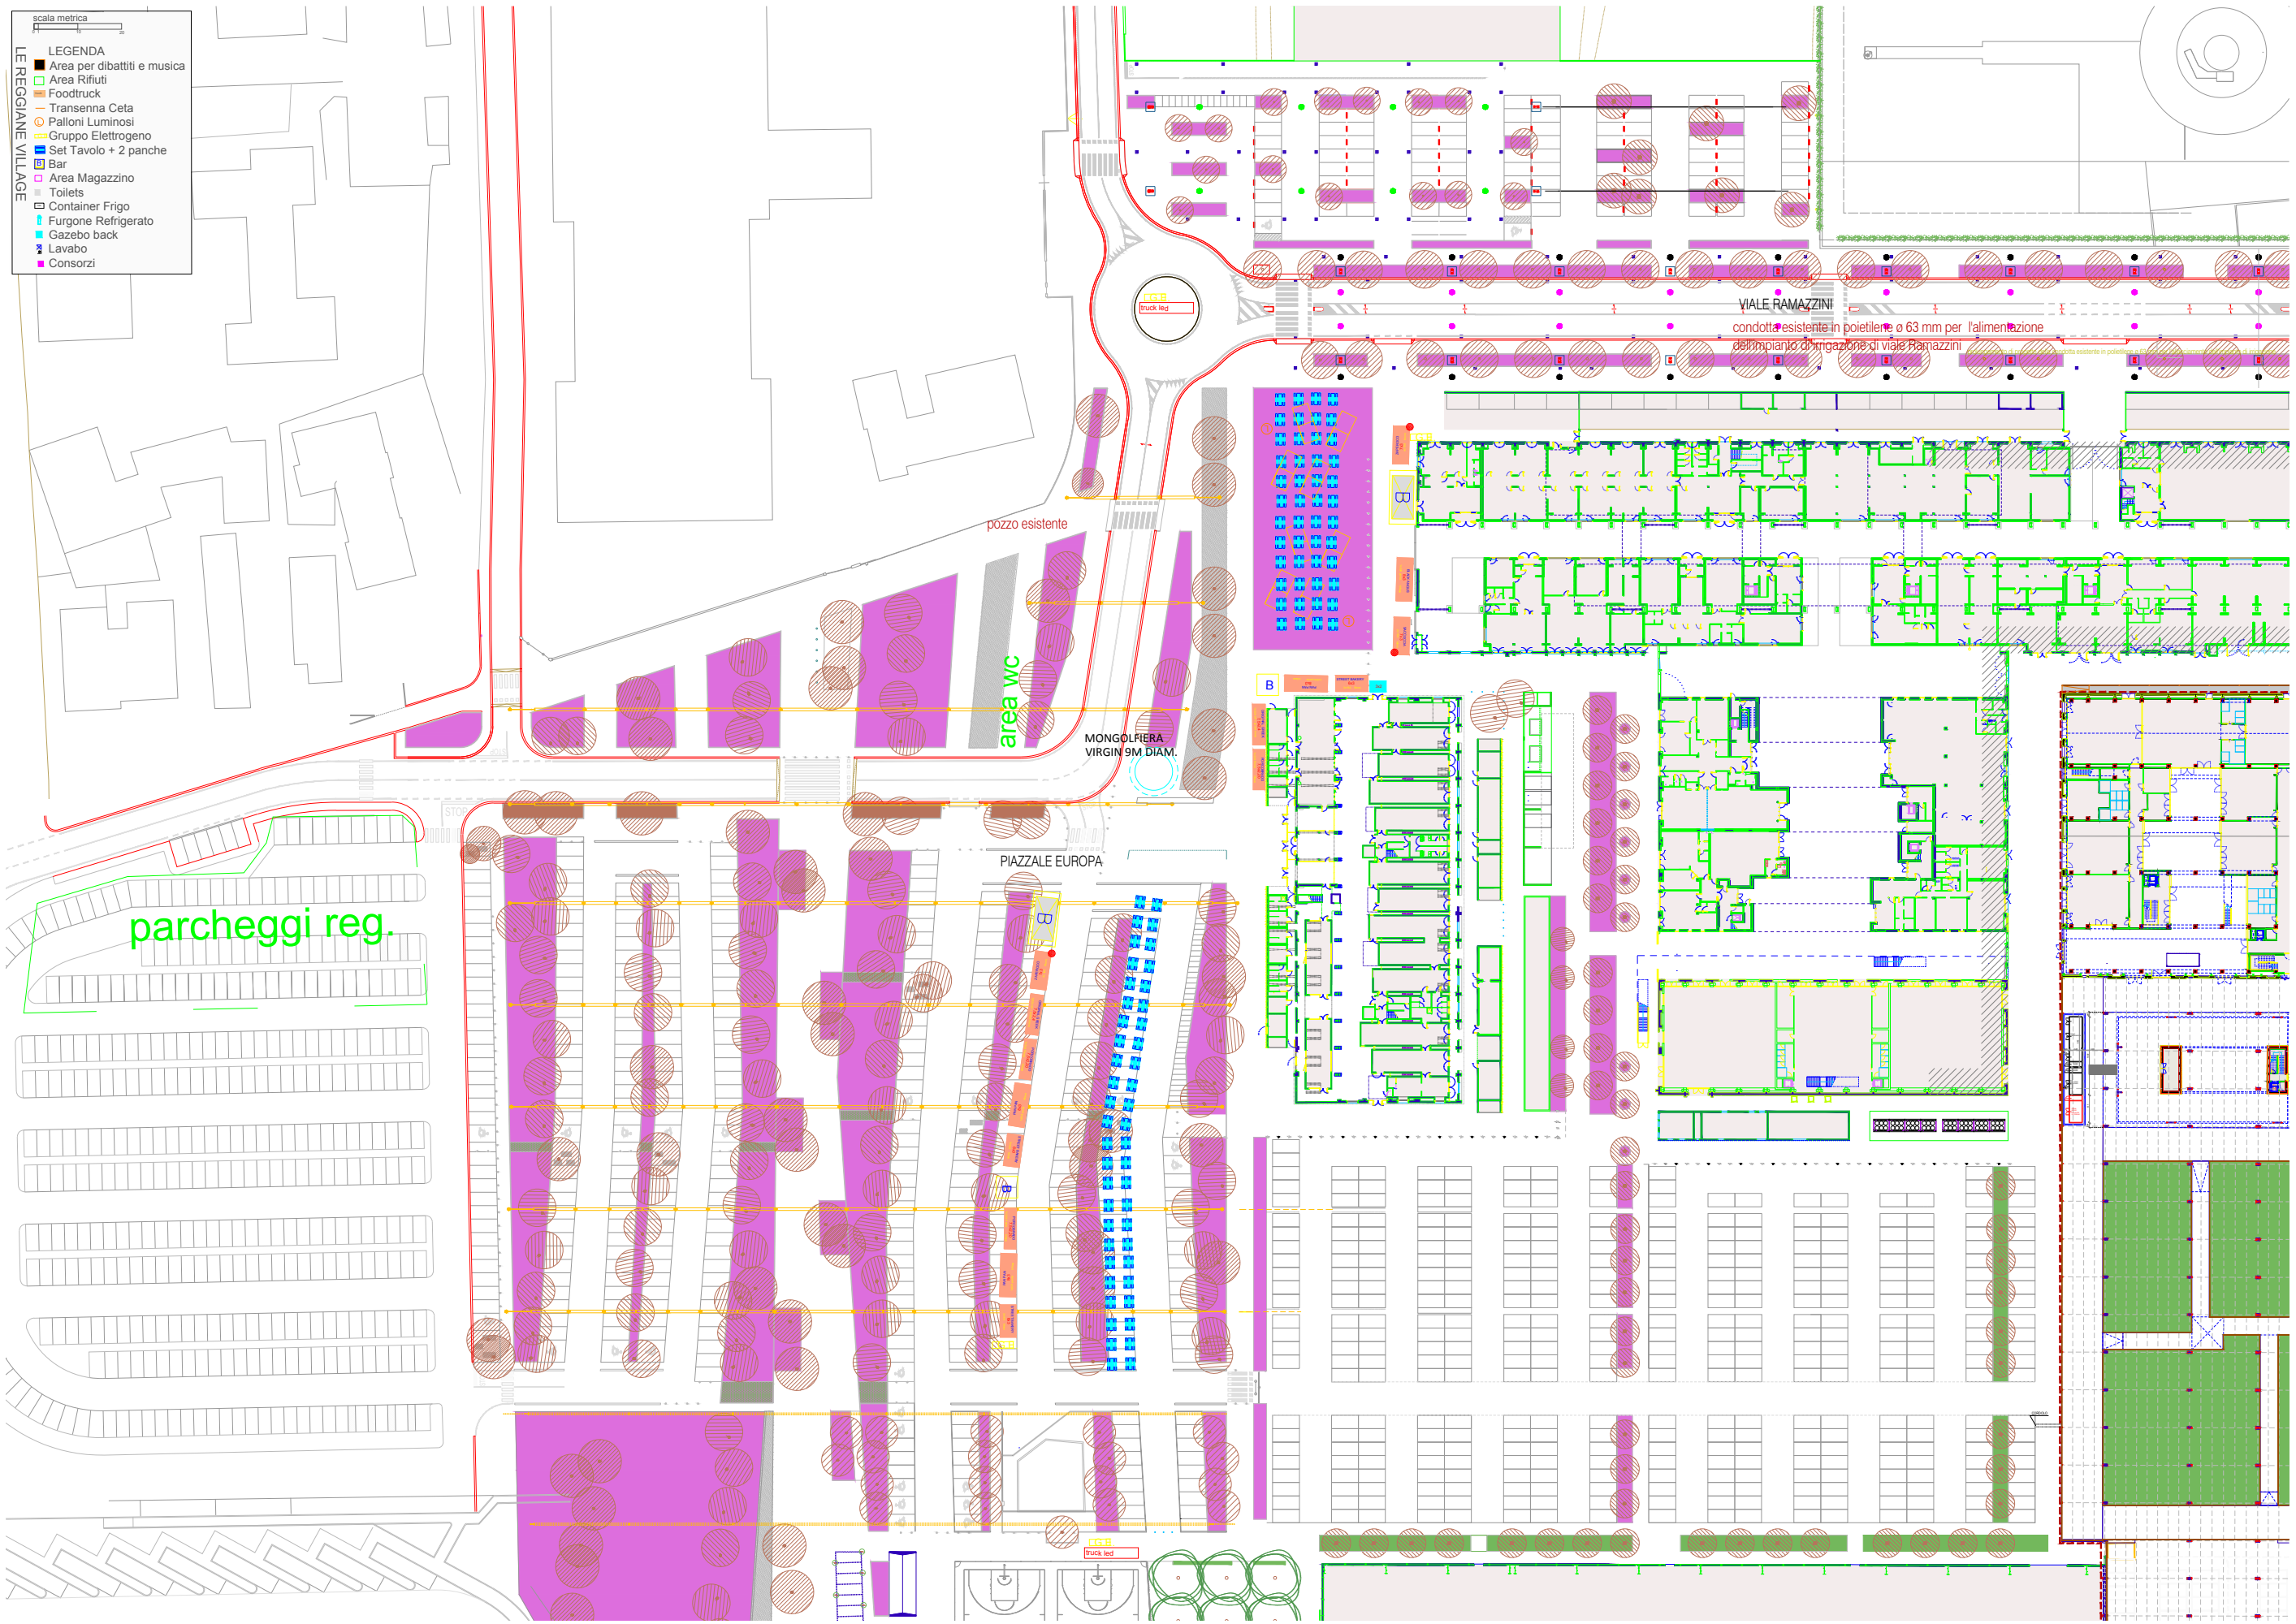 scala metrica
LE REGGIANE VILLAGE
LEGENDA
Area per dibattiti e musica
Area Rifiuti
Foodtruck
Transenna Ceta
Palloni Luminosi
Gruppo Elettrogeno
Set Tavolo + 2 panche
B Bar
Area Magazzino
Toilets
Container Frigo
Furgone Refrigerato
Gazebo back
Lavabo
Consorzi
truck led
VIALE RAMAZZINI
condotta esistente in poietilene ø 63 mm per l'alimentazione
dell'impianto di irrigazione di viale Ramazzini
B
pozzo esistente
area wc
B
MONGOLFIERA
VIRGIN 9M DIAM.
STOP
PIAZZALE EUROPA
parcheggi reg.
B
B
truck led